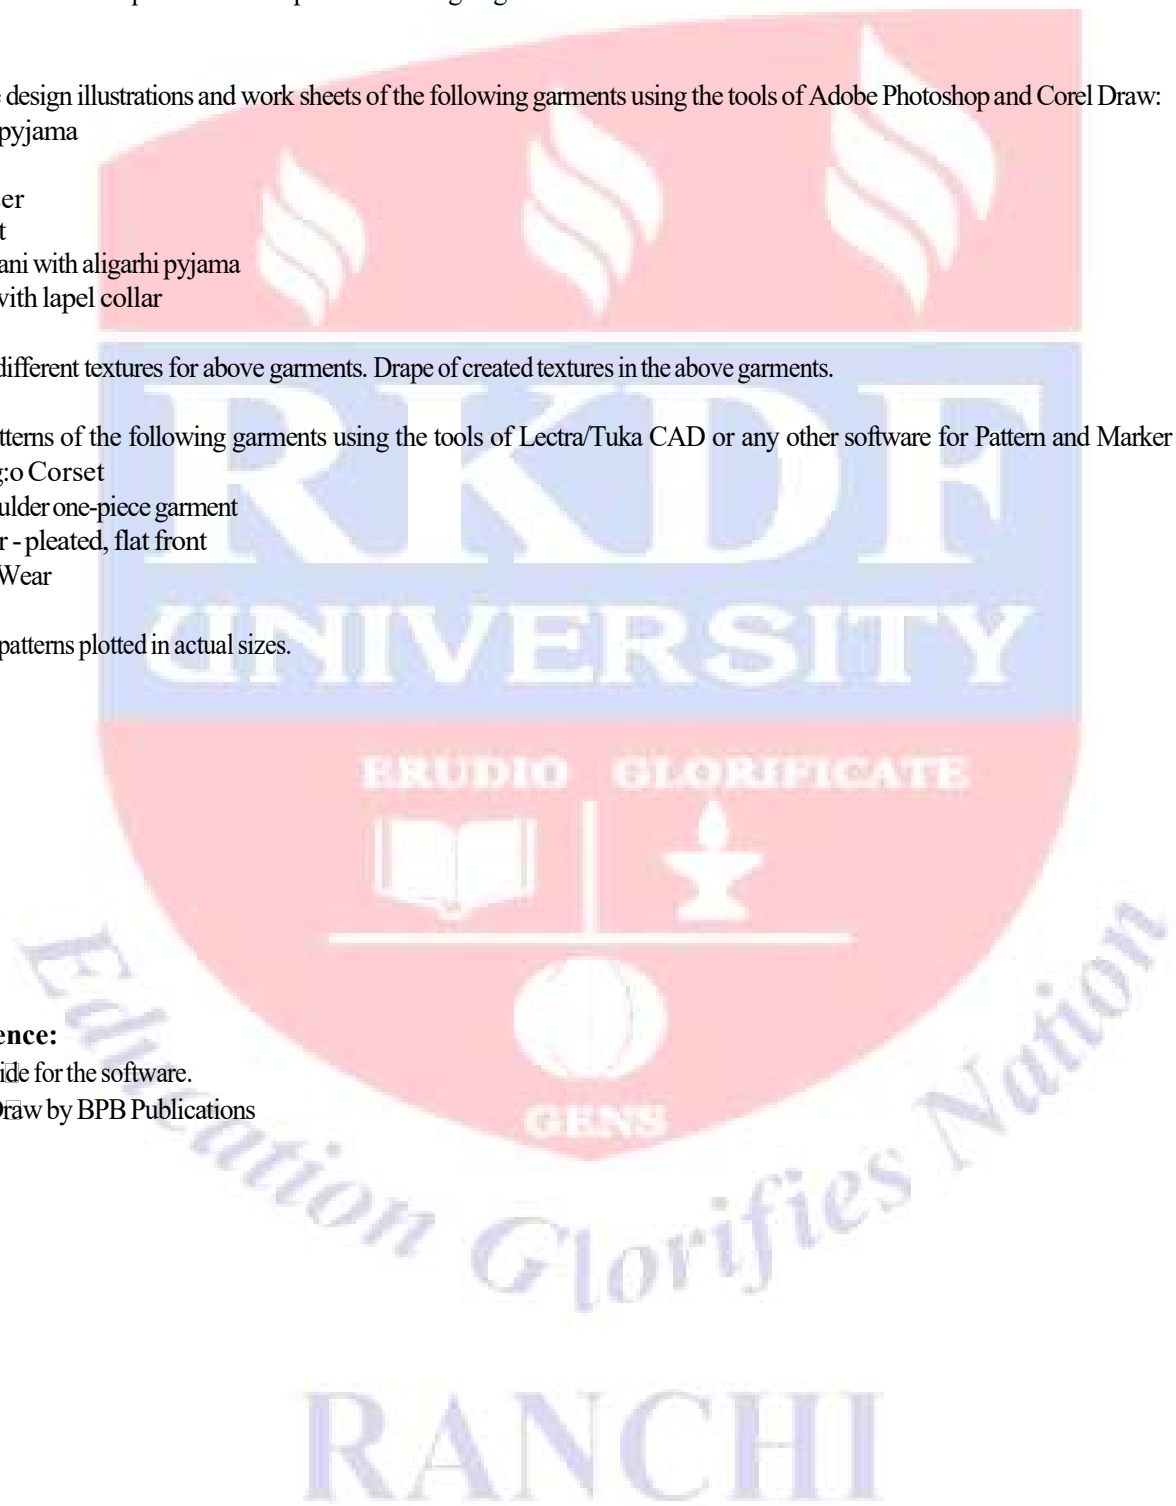 design illustrations and work sheets of the following garments using the tools of Adobe Photoshop and Corel Draw:
pyjama
er
t
ani with aligarhi pyjama
with lapel collar
different textures for above garments. Drape of created textures in the above garments.
tterns of the following garments using the tools of Lectra/Tuka CAD or any other software for Pattern and Marker
g:o Corset
ulder one-piece garment
r - pleated, flat front
Wear
patterns plotted in actual sizes.
RKDF
UNIVERSITY
ERUDIO GLORIFICATE
ence:
ide for the software.
Draw by BPB Publications
GENS
Education Glorifies Nation
RANCHI